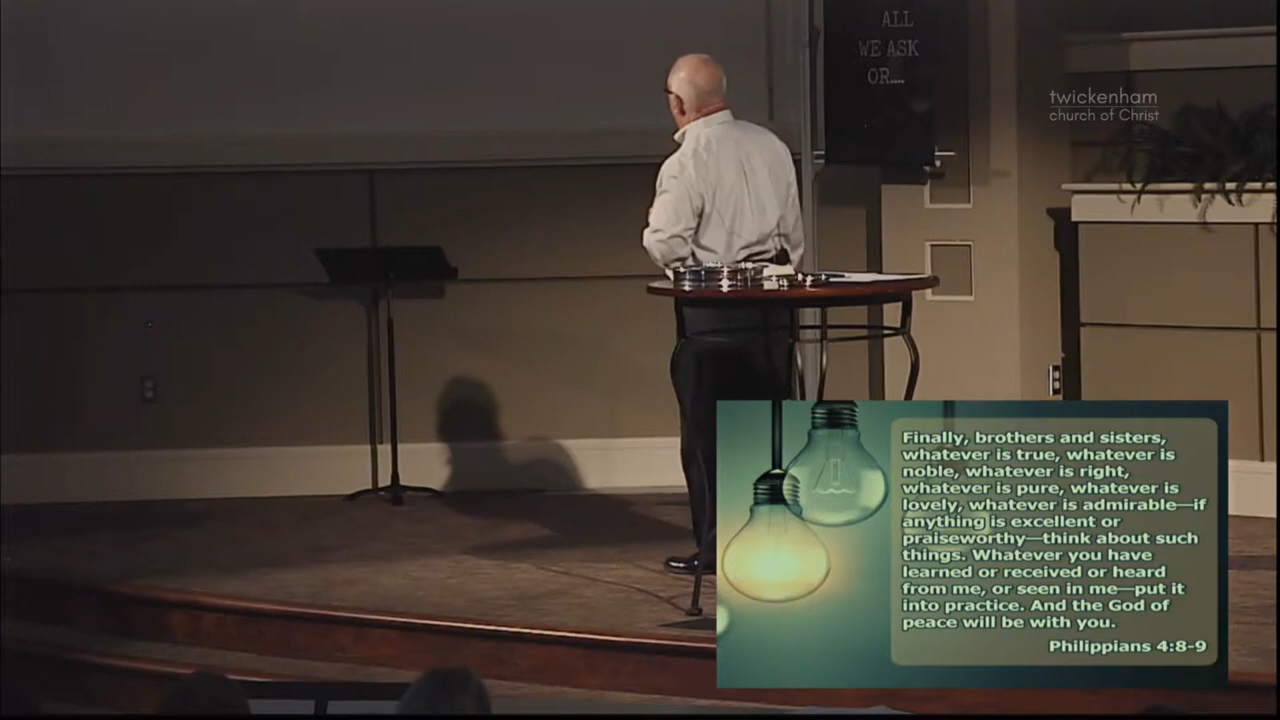 ALL
WE ASK
OR....
twickenham
church of Christ
Finally, brothers and sisters,
whatever is true, whatever is
noble, whatever is right,
whatever is pure, whatever is
lovely, whatever is admirable—if
anything is excellent or
praiseworthy—think about such
things. Whatever you have
learned or received or heard
from me, or seen in me—put it
into practice. And the God of
peace will be with you.
Philippians 4:8-9